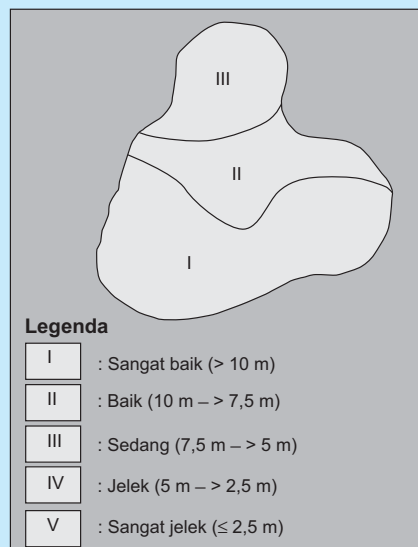 III
II
I
Legenda
I : Sangat baik (> 10 m)
II : Baik (10 m – > 7,5 m)
III : Sedang (7,5 m – > 5 m)
IV : Jelek (5 m – > 2,5 m)
V : Sangat jelek (≤ 2,5 m)